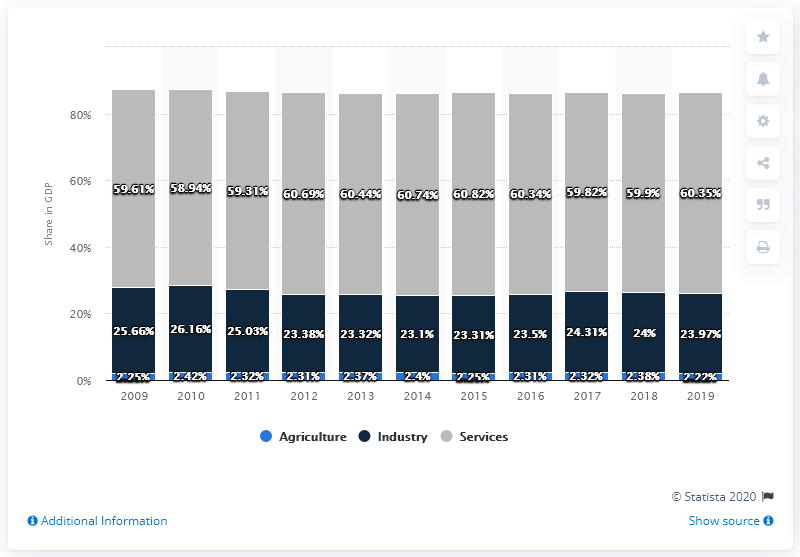 Share in GDP
80%
60%
40%
20%
0%
59.61% 58.94% 59.31% 60.69% 60.44% 60.74% 60.82% 60.34% 59.82% 59.9% 60.35%
25.66% 26.16% 25.03% 23.38% 23.32% 23.1% 23.31% 23.5% 24.31% 24% 23.97%
2.25% 2.42% 2.32% 2.31% 2.37% 2.4% 2.25% 2.31% 2.32% 2.38% 2.22%
2009 2010 2011 2012 2013 2014 2015 2016 2017 2018 2019
Agriculture Industry Services
© Statista 2020
Additional Information Show source